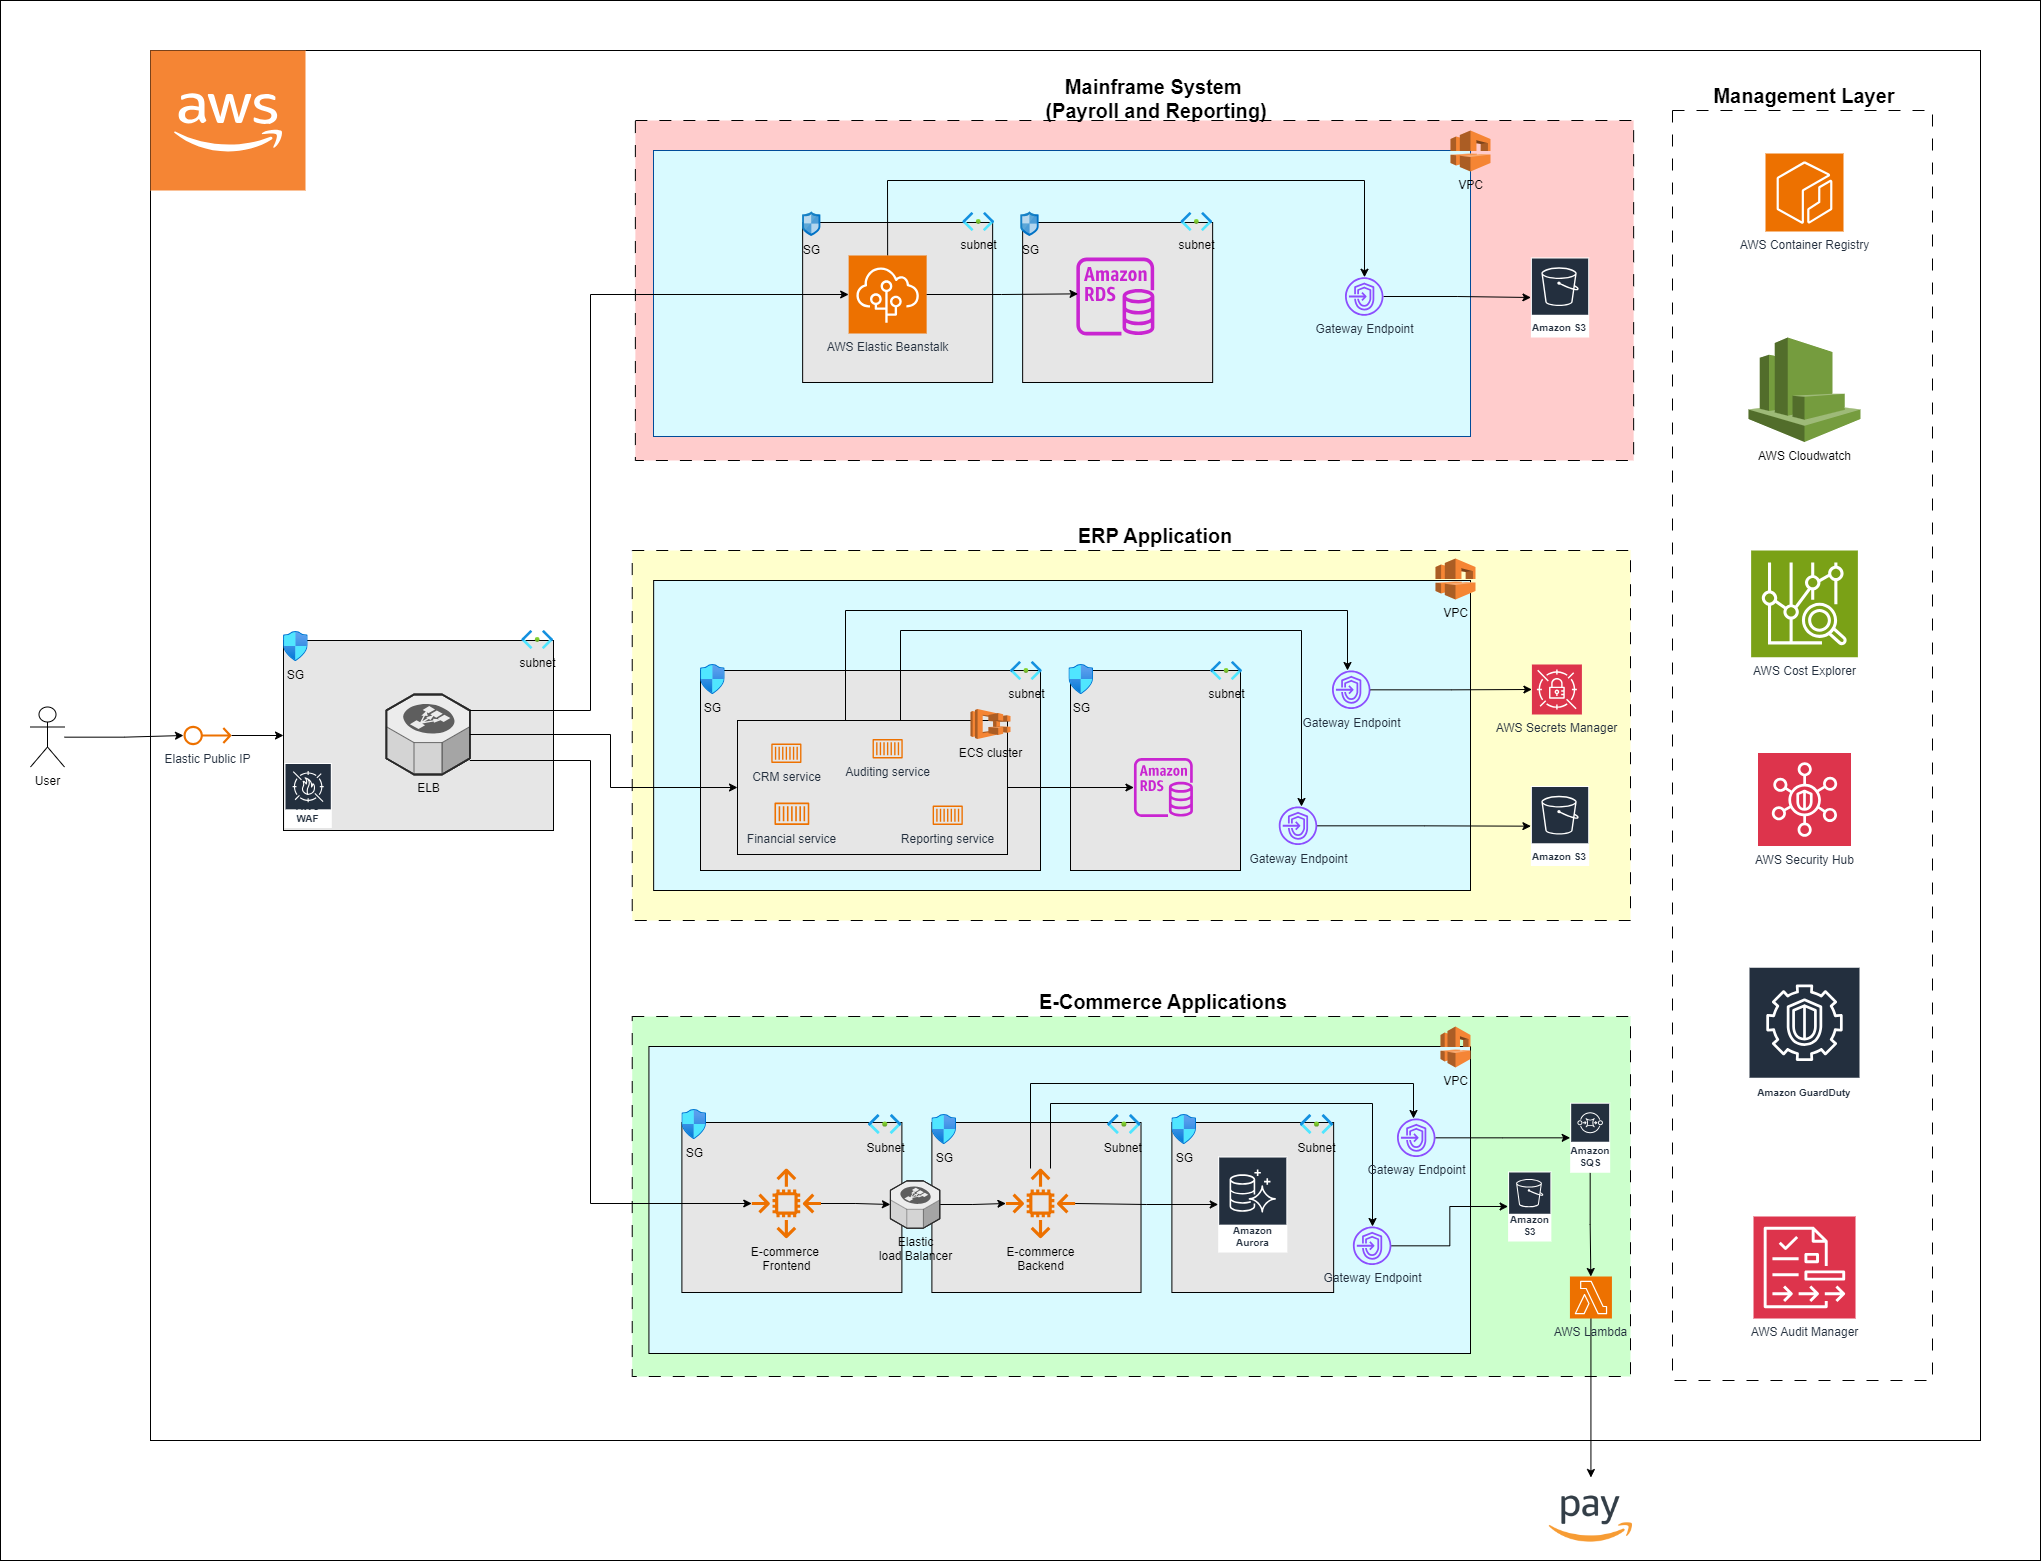 aws
Mainframe System
(Payroll and Reporting)
Management Layer
VPC
SG
subnet
SG
subnet
Amazon
RDS
AWS Elastic Beanstalk
Gateway Endpoint
Amazon S3
AWS Container Registry
AWS Cloudwatch
ERP Application
VPC
SG
subnet
SG
subnet
ECS cluster
CRM service
Auditing service
Financial service
Reporting service
Amazon
RDS
Gateway Endpoint
AWS Secrets Manager
Gateway Endpoint
Amazon S3
AWS Cost Explorer
AWS Security Hub
User
Elastic Public IP
SG
subnet
ELB
WAF
E-Commerce Applications
VPC
SG
Subnet
SG
Subnet
SG
Subnet
E-commerce
Frontend
Elastic
load Balancer
E-commerce
Backend
Amazon
Aurora
Gateway Endpoint
Gateway Endpoint
Amazon
SQS
Amazon
S3
AWS Lambda
Amazon GuardDuty
AWS Audit Manager
pay